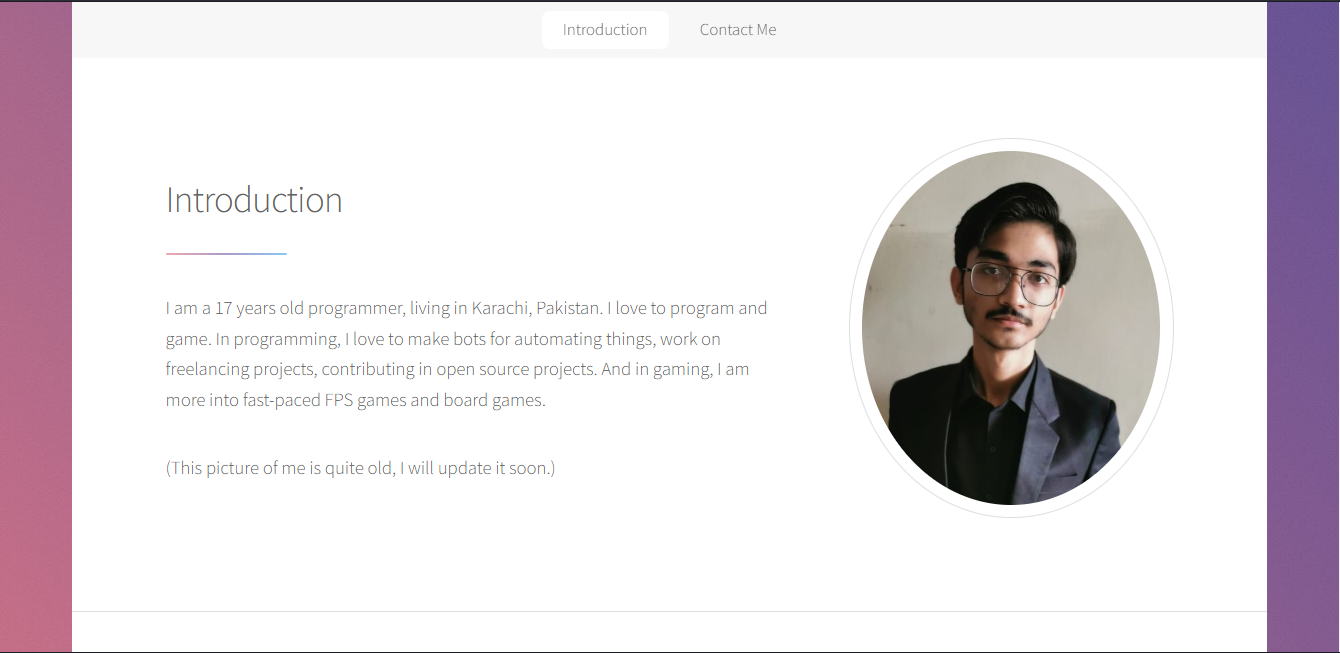 Introduction
Contact Me
Introduction
I am a 17 years old programmer, living in Karachi, Pakistan. I love to program and
game. In programming, I love to make bots for automating things, work on
freelancing projects, contributing in open source projects. And in gaming, I am
more into fast-paced FPS games and board games.
(This picture of me is quite old, I will update it soon.)